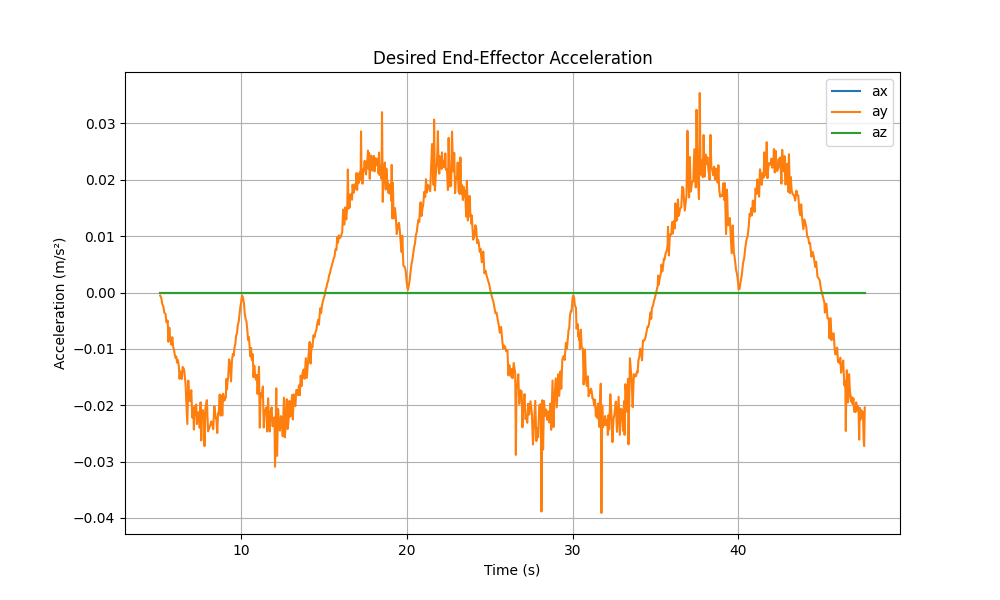 Desired End-Effector Acceleration
ax
ay
az
0.03
0.02
0.01
0.00
−0.01
−0.02
−0.03
−0.04
Acceleration (m/s²)
10
20
30
40
Time (s)